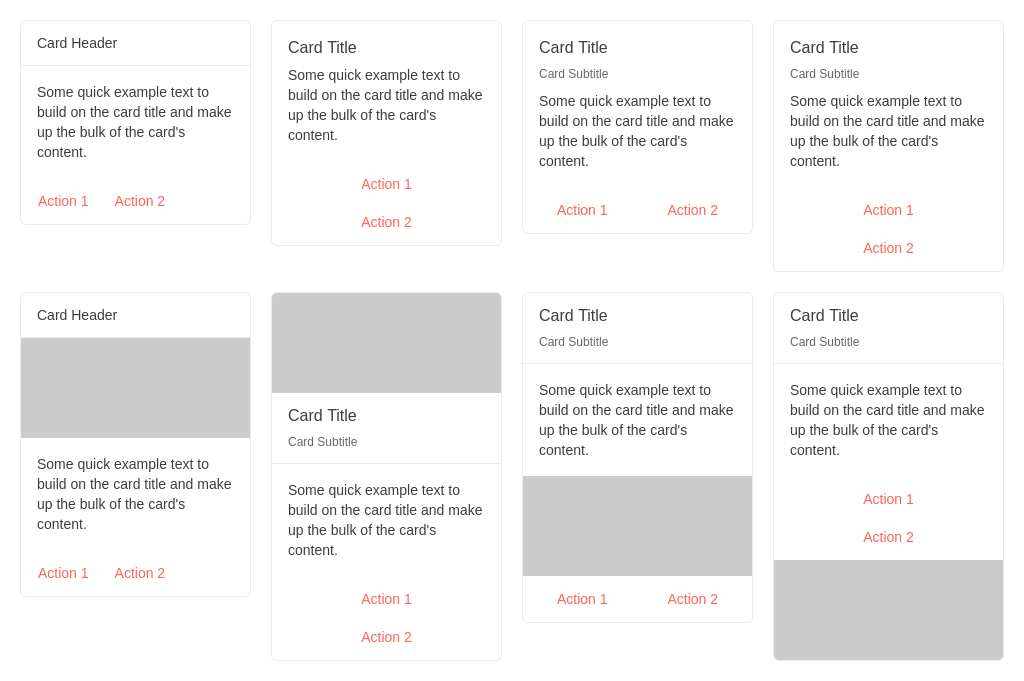 Card Header
Some quick example text to
build on the card title and make
up the bulk of the card's
content.
Action 1
Action 2
Card Title
Some quick example text to
build on the card title and make
up the bulk of the card's
content.
Action 1
Action 2
Card Title
Card Subtitle
Some quick example text to
build on the card title and make
up the bulk of the card's
content.
Action 1
Action 2
Card Title
Card Subtitle
Some quick example text to
build on the card title and make
up the bulk of the card's
content.
Action 1
Action 2
Card Header
Some quick example text to
build on the card title and make
up the bulk of the card's
content.
Action 1
Action 2
Card Title
Card Subtitle
Some quick example text to
build on the card title and make
up the bulk of the card's
content.
Action 1
Action 2
Card Title
Card Subtitle
Some quick example text to
build on the card title and make
up the bulk of the card's
content.
Action 1
Action 2
Card Title
Card Subtitle
Some quick example text to
build on the card title and make
up the bulk of the card's
content.
Action 1
Action 2